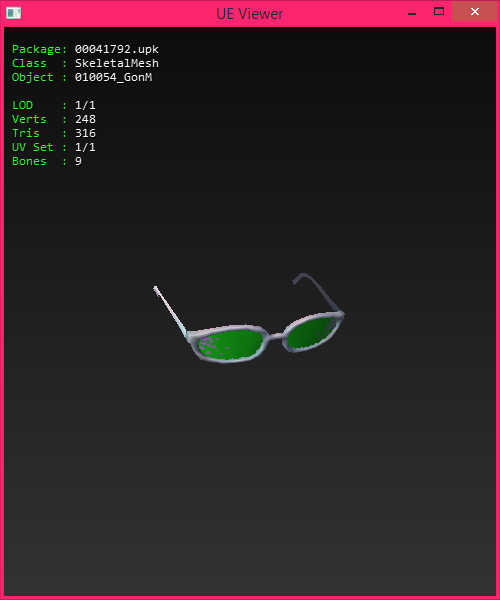 UE Viewer
Package: 00041792.upk
Class  : SkeletalMesh
Object : 010054_GonM
LOD    : 1/1
Verts  : 248
Tris   : 316
UV Set : 1/1
Bones  : 9